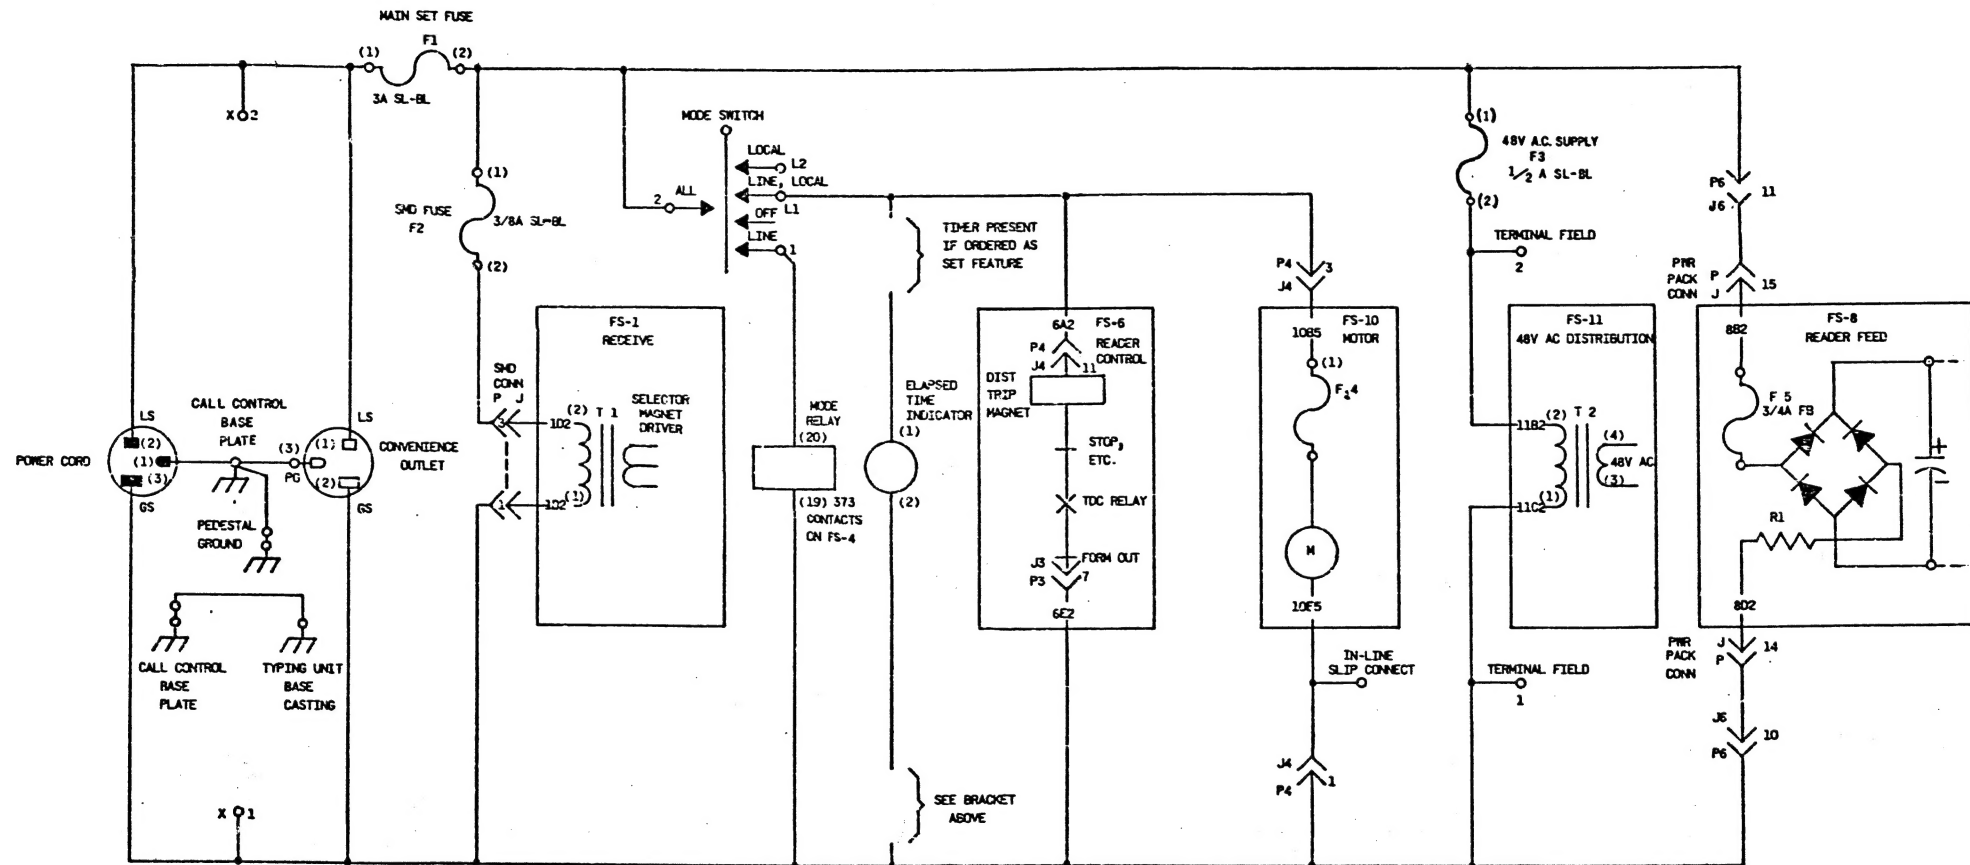 MAIN SET FUSE
F1
(1)
(2)
3A SL-BL
X
2
MODE SWITCH
LOCAL
L2
LINE, LOCAL
L1
2
ALL
OFF
LINE
1
(1)
SMD FUSE
F2
3/8A SL-BL
(2)
TIMER PRESENT
IF ORDERED AS
SET FEATURE
(1)
48V A.C. SUPPLY
F3
1/2 A SL-BL
(2)
TERMINAL FIELD
2
P6
J6
11
PWR
PACK
CONN
P
J
15
P4
J4
3
FS-1
RECEIVE
SMD
CONN
P J
3
1D2
(2)
T 1
SELECTOR
MAGNET
DRIVER
1
1D2
(1)
MODE
RELAY
(20)
(19) 373
CONTACTS
ON FS-4
ELAPSED
TIME
INDICATOR
(1)
(2)
6A2
FS-6
READER
CONTROL
P4
J4
11
DIST
TRIP
MAGNET
STOP,
ETC.
TDC RELAY
FORM OUT
J3
P3
7
6E2
10B5
FS-10
MOTOR
(1)
M
10E5
IN-LINE
SLIP CONNECT
J4
P4
1
FS-11
48V AC DISTRIBUTION
11B2
(2)
T 2
(4)
48V AC
(3)
11C2
(1)
TERMINAL FIELD
1
8B2
FS-8
READER FEED
F 5
3/4A FB
+
-
R1
8D2
PWR
PACK
CONN
J
P
14
J6
P6
10
CALL CONTROL
BASE
PLATE
LS
LS
POWER CORD
(2)
(1)
(3)
GS
(3)
PG
(1)
(2)
GS
CONVENIENCE
OUTLET
PEDESTAL
GROUND
CALL CONTROL
BASE
PLATE
TYPING UNIT
BASE
CASTING
X
1
SEE BRACKET
ABOVE